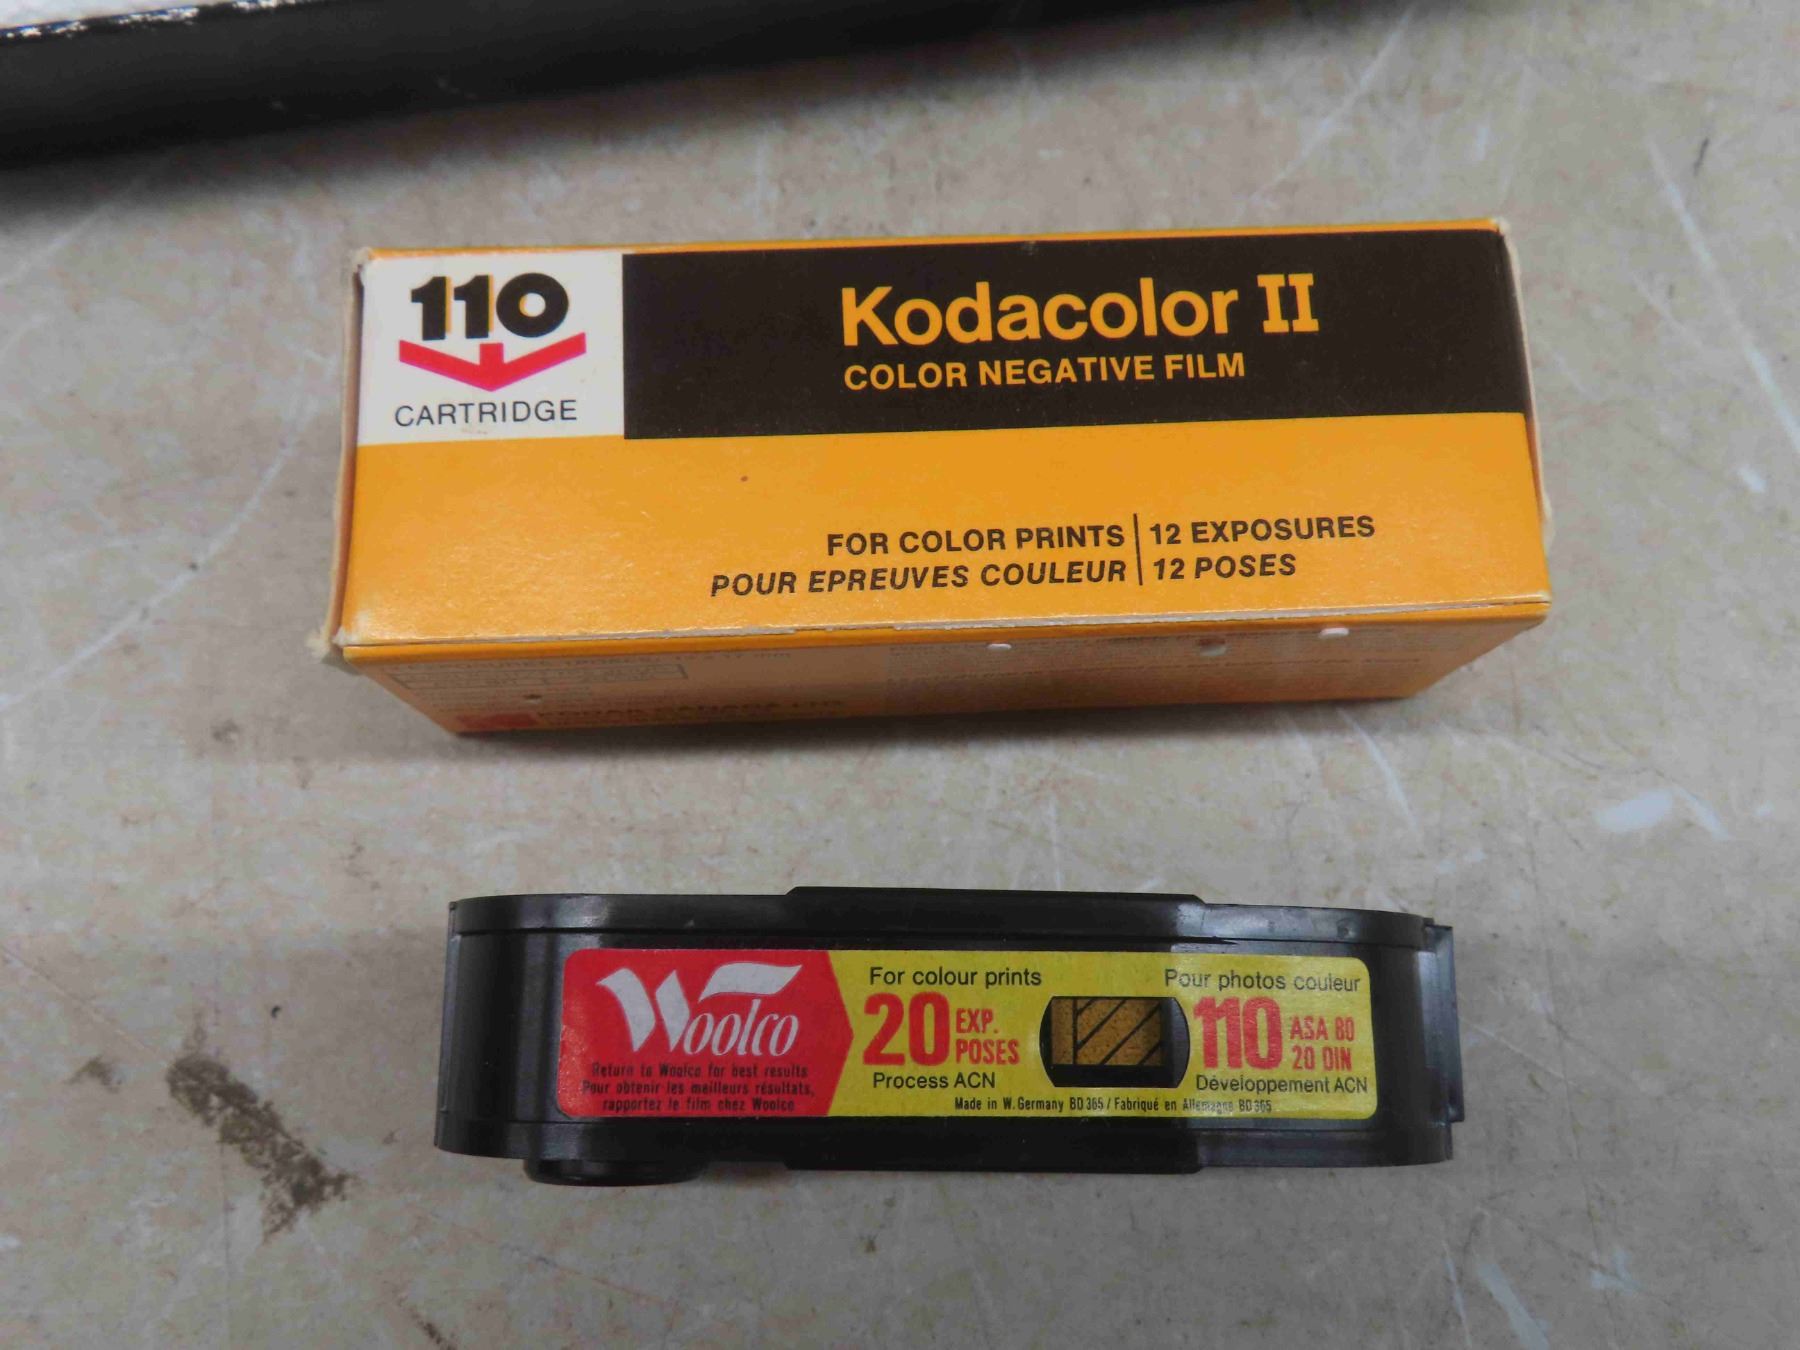 110
CARTRIDGE
Kodacolor II
COLOR NEGATIVE FILM
FOR COLOR PRINTS | 12 EXPOSURES
POUR EPREUVES COULEUR | 12 POSES
KODAK CANADA LTD.
Woolco
Return to Woolco for best results
Pour obtenir les meilleurs résultats,
rapportez le film chez Woolco
For colour prints
20 EXP.
POSES
Process ACN
Pour photos couleur
110 ASA 80
20 DIN
Développement ACN
Made in W. Germany BD 365 / Fabriqué en Allemagne BD 365